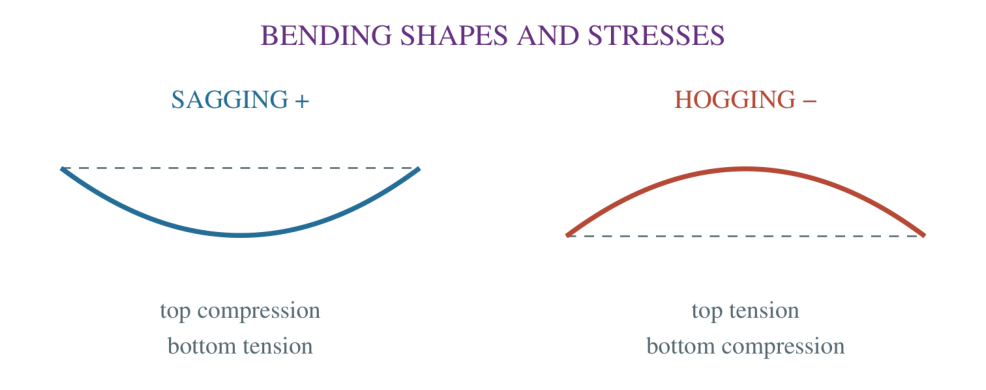 BENDING SHAPES AND STRESSES
SAGGING +
HOGGING –
top compression
bottom tension
top tension
bottom compression